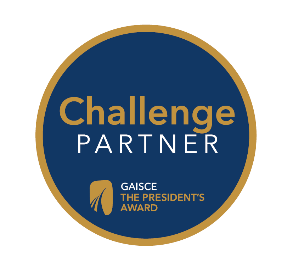 Challenge
PARTNER
GAISCE
THE PRESIDENT'S
AWARD